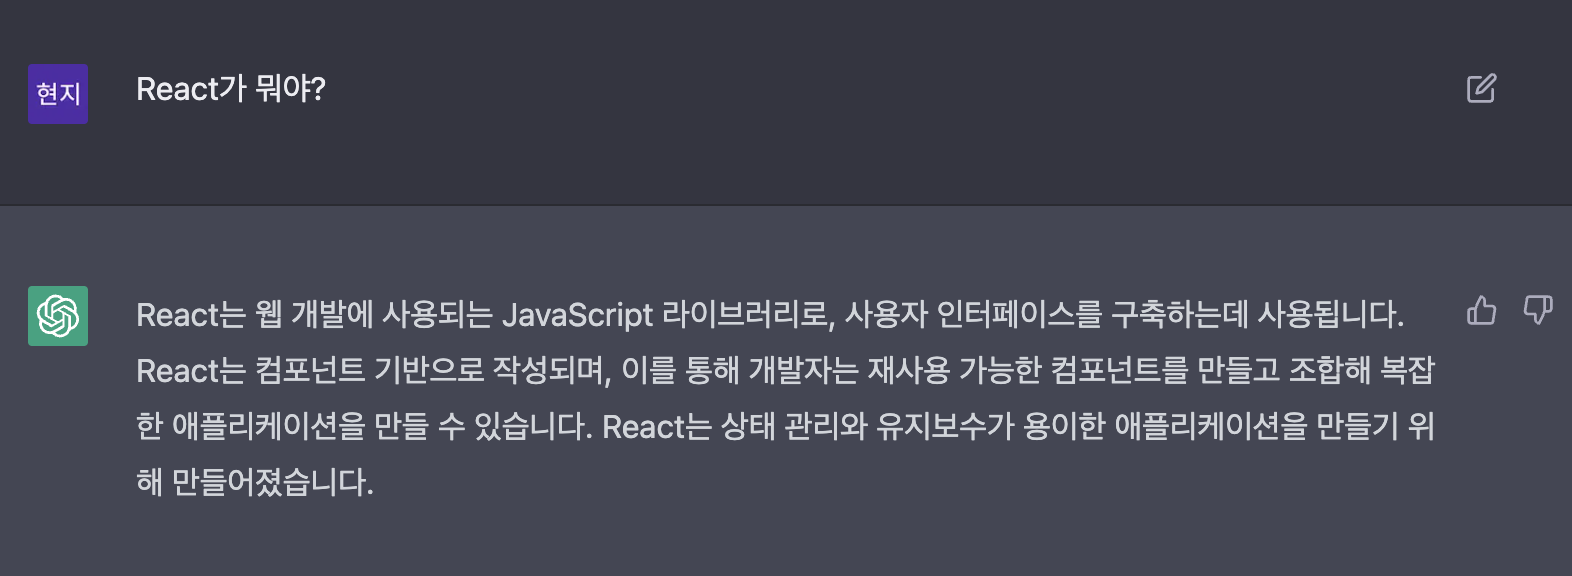 현지
React가 뭐야?
React는 웹 개발에 사용되는 JavaScript 라이브러리로, 사용자 인터페이스를 구축하는데 사용됩니다.
React는 컴포넌트 기반으로 작성되며, 이를 통해 개발자는 재사용 가능한 컴포넌트를 만들고 조합해 복잡
한 애플리케이션을 만들 수 있습니다. React는 상태 관리와 유지보수가 용이한 애플리케이션을 만들기 위
해 만들어졌습니다.